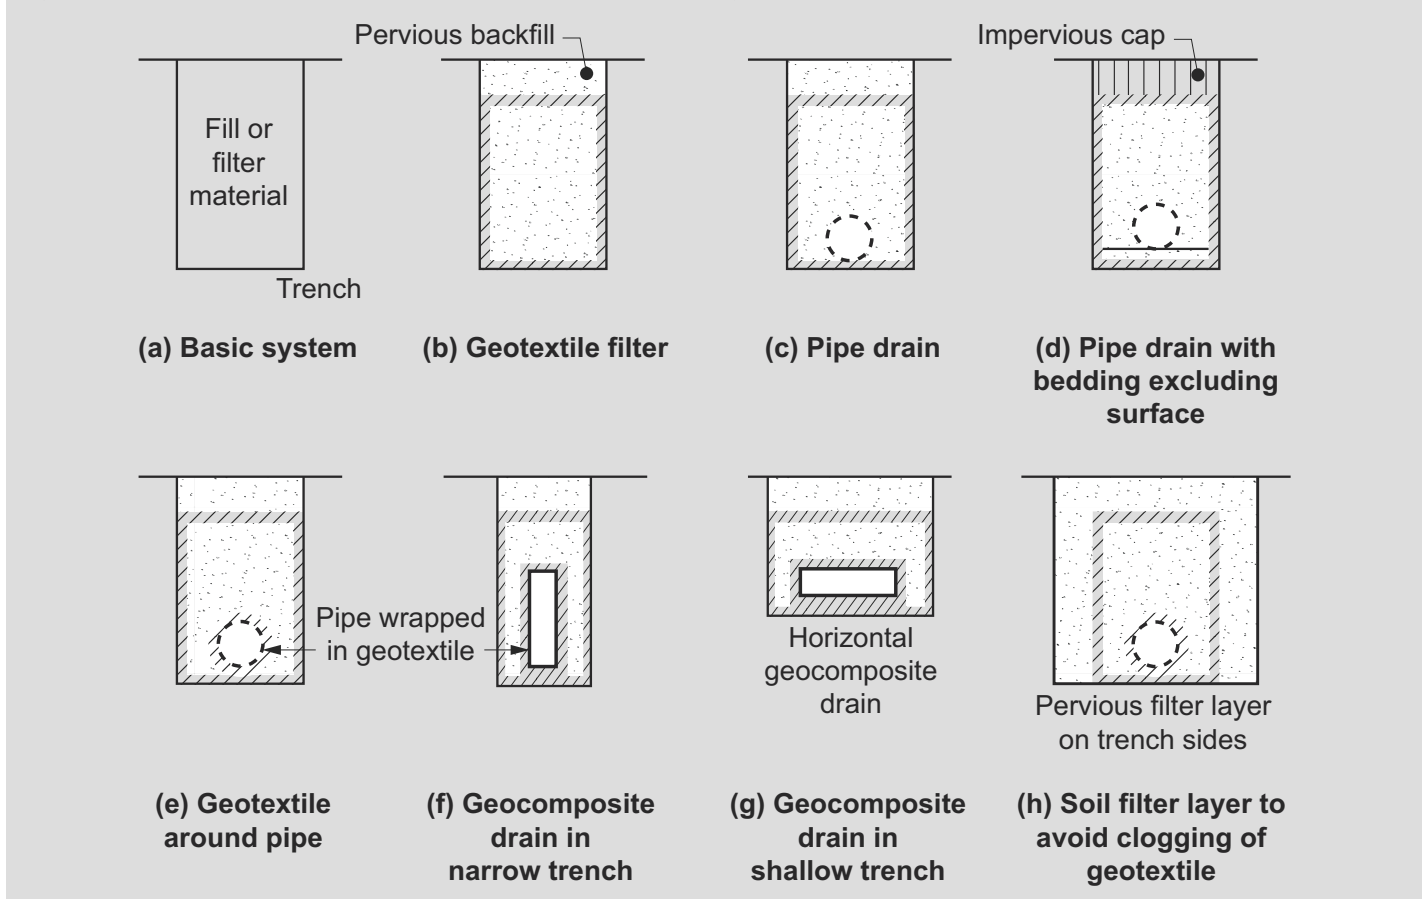 Pervious backfill
Impervious cap
Fill or
filter
material
Trench
(a) Basic system
(b) Geotextile filter
(c) Pipe drain
(d) Pipe drain with
bedding excluding
surface
Pipe wrapped
in geotextile
Horizontal
geocomposite
drain
Pervious filter layer
on trench sides
(e) Geotextile
around pipe
(f) Geocomposite
drain in
narrow trench
(g) Geocomposite
drain in
shallow trench
(h) Soil filter layer to
avoid clogging of
geotextile